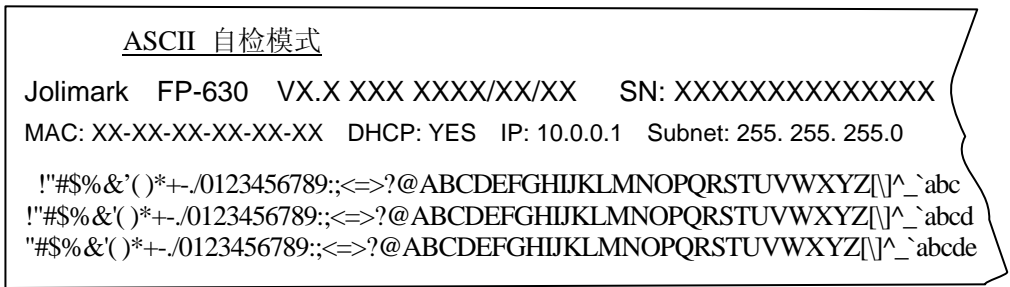 ASCII 自检模式
Jolimark FP-630 VX.X XXX XXXX/XX/XX SN: XXXXXXXXXXXXXX
MAC: XX-XX-XX-XX-XX-XX DHCP: YES IP: 10.0.0.1 Subnet: 255. 255. 255.0
!"#$%&’( )*+-./0123456789:;<=>?@ABCDEFGHIJKLMNOPQRSTUVWXYZ[\]^_`abc
!"#$%&'( )*+-./0123456789:;<=>?@ABCDEFGHIJKLMNOPQRSTUVWXYZ[\]^_`abcd
"#$%&'( )*+-./0123456789:;<=>?@ABCDEFGHIJKLMNOPQRSTUVWXYZ[\]^_`abcde